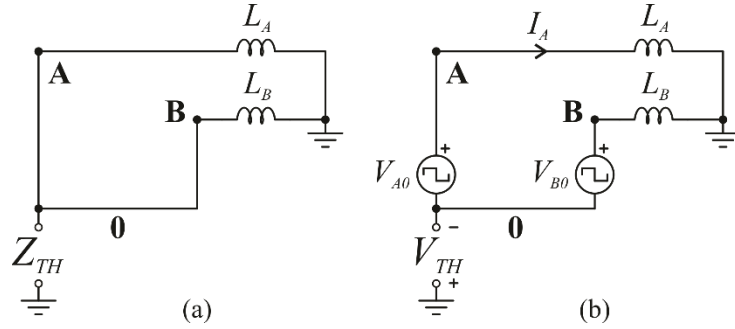 L_A
A
L_B
B
0
Z_TH
(a)
I_A
L_A
A
L_B
B
+
+
V_A0
V_B0
0
-
V_TH
+
(b)